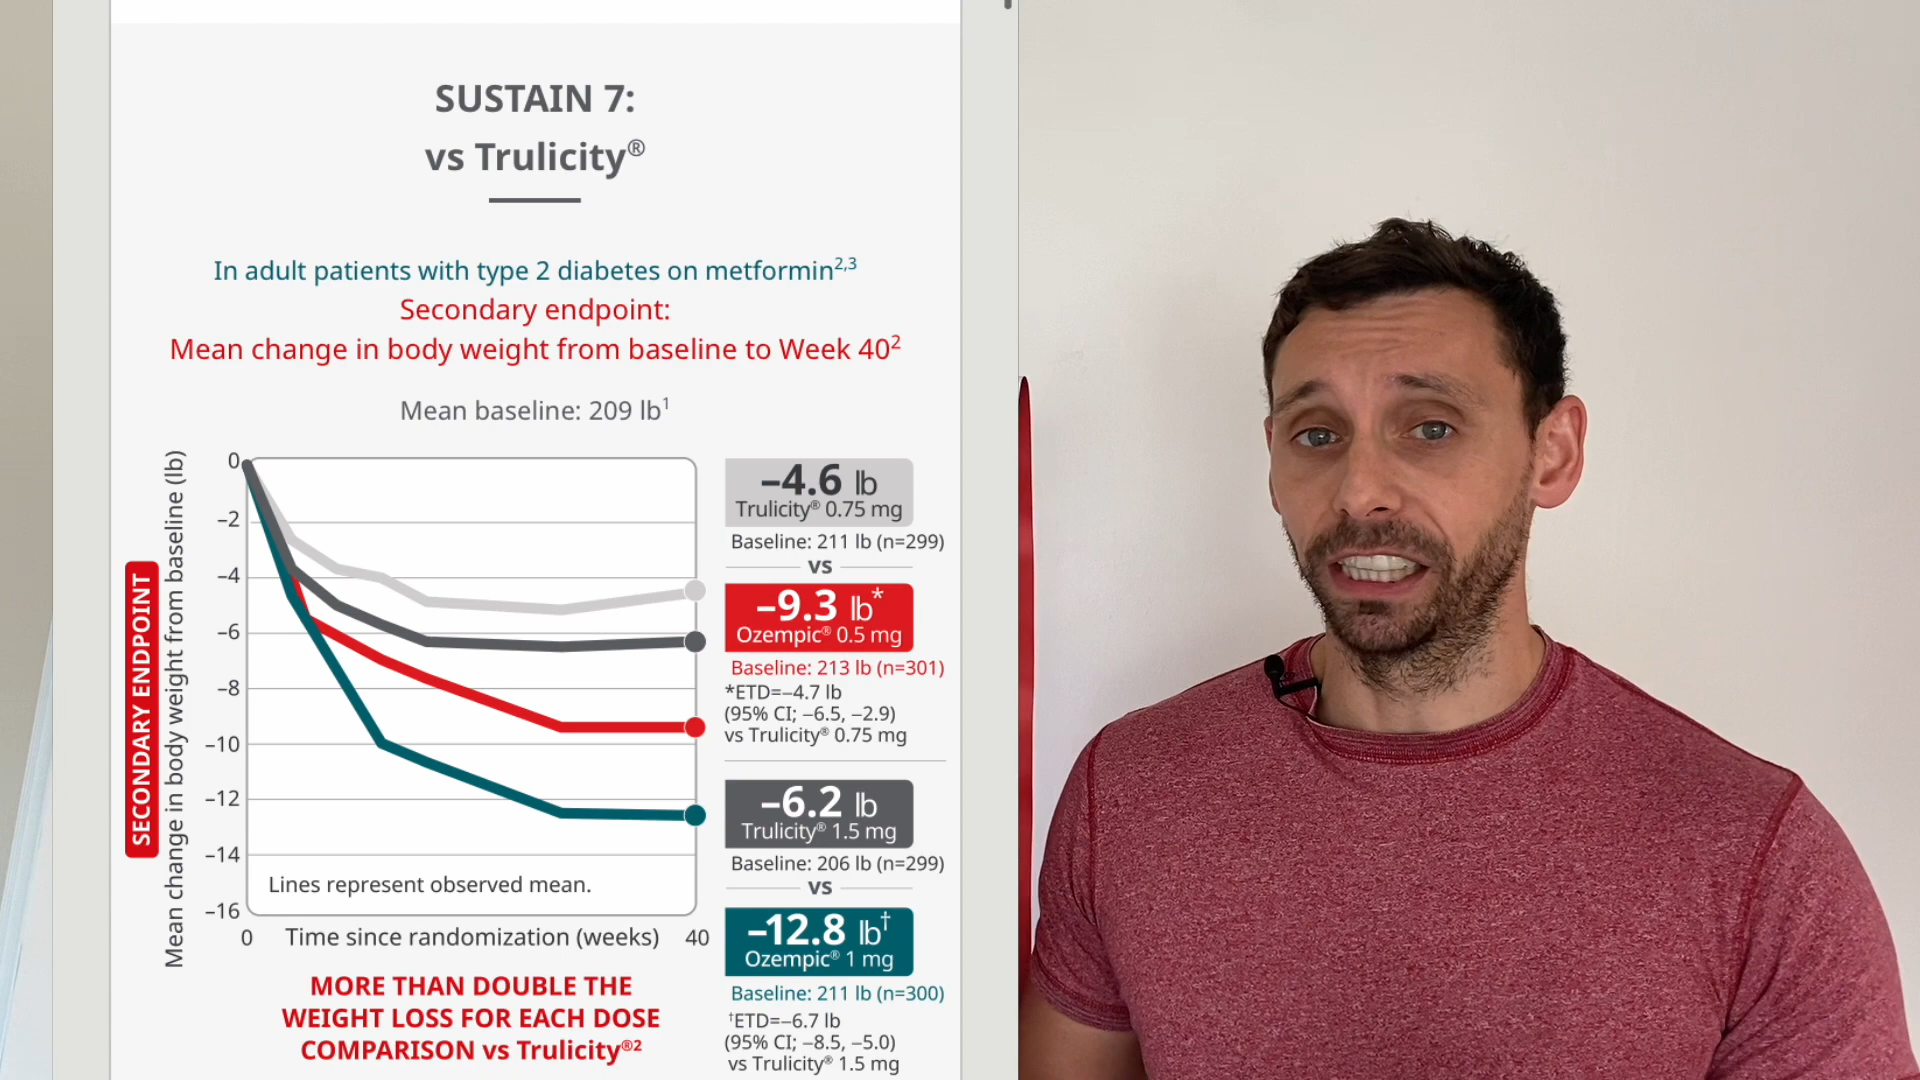 SUSTAIN 7:
vs Trulicity®
In adult patients with type 2 diabetes on metformin2,3
Secondary endpoint:
Mean change in body weight from baseline to Week 402
Mean baseline: 209 lb1
SECONDARY ENDPOINT
Mean change in body weight from baseline (lb)
0
–2
–4
–6
–8
–10
–12
–14
–16
Lines represent observed mean.
0 Time since randomization (weeks) 40
MORE THAN DOUBLE THE
WEIGHT LOSS FOR EACH DOSE
COMPARISON vs Trulicity®2
–4.6 lb
Trulicity® 0.75 mg
Baseline: 211 lb (n=299)
vs
–9.3 lb*
Ozempic® 0.5 mg
Baseline: 213 lb (n=301)
*ETD=–4.7 lb
(95% CI; –6.5, –2.9)
vs Trulicity® 0.75 mg
–6.2 lb
Trulicity® 1.5 mg
Baseline: 206 lb (n=299)
vs
–12.8 lb†
Ozempic® 1 mg
Baseline: 211 lb (n=300)
†ETD=–6.7 lb
(95% CI; –8.5, –5.0)
vs Trulicity® 1.5 mg